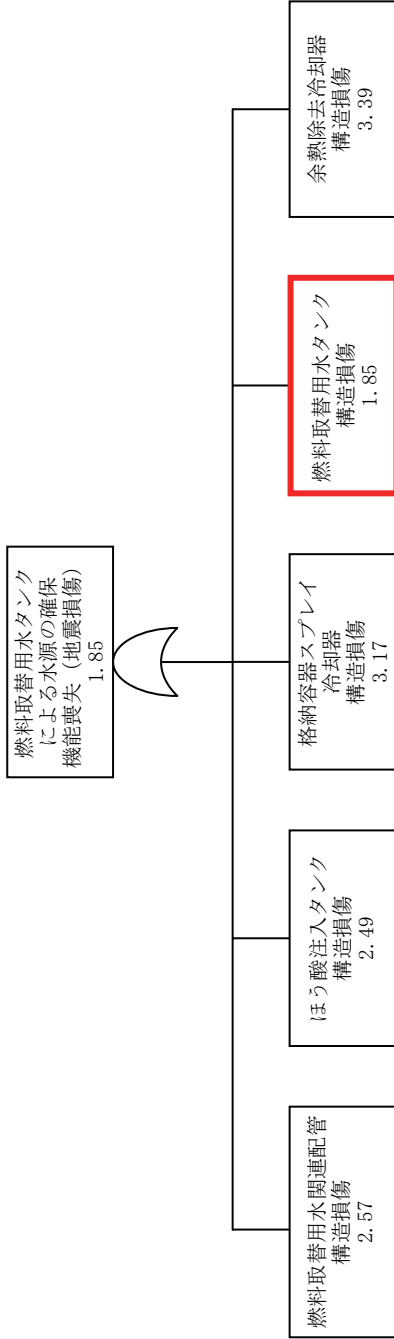 燃料取替用水タンク
による水源の確保
機能喪失（地震損傷）
1.85
燃料取替用水関連配管
構造損傷
2.57
ほう酸注入タンク
構造損傷
2.49
格納容器スプレイ
冷却器
構造損傷
3.17
燃料取替用水タンク
構造損傷
1.85
余熱除去冷却器
構造損傷
3.39